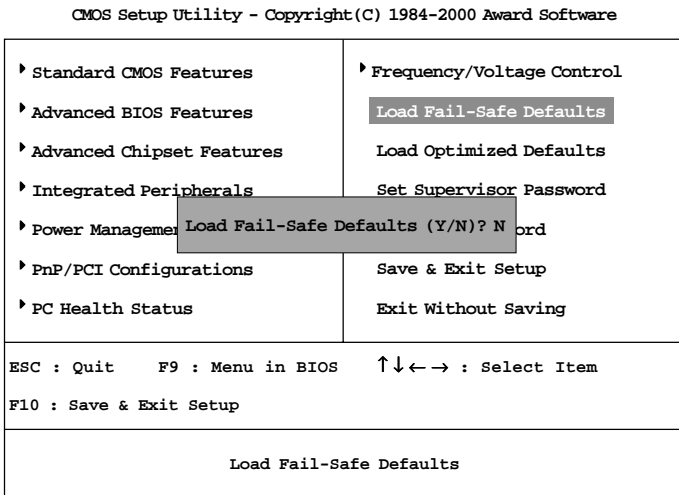 CMOS Setup Utility - Copyright(C) 1984-2000 Award Software
Standard CMOS Features
Advanced BIOS Features
Advanced Chipset Features
Integrated Peripherals
Power Managemen
PnP/PCI Configurations
PC Health Status
Frequency/Voltage Control
Load Fail-Safe Defaults
Load Optimized Defaults
Set Supervisor Password
ord
Save & Exit Setup
Exit Without Saving
Load Fail-Safe Defaults (Y/N)? N
ESC : Quit F9 : Menu in BIOS ↑↓←→ : Select Item
F10 : Save & Exit Setup
Load Fail-Safe Defaults